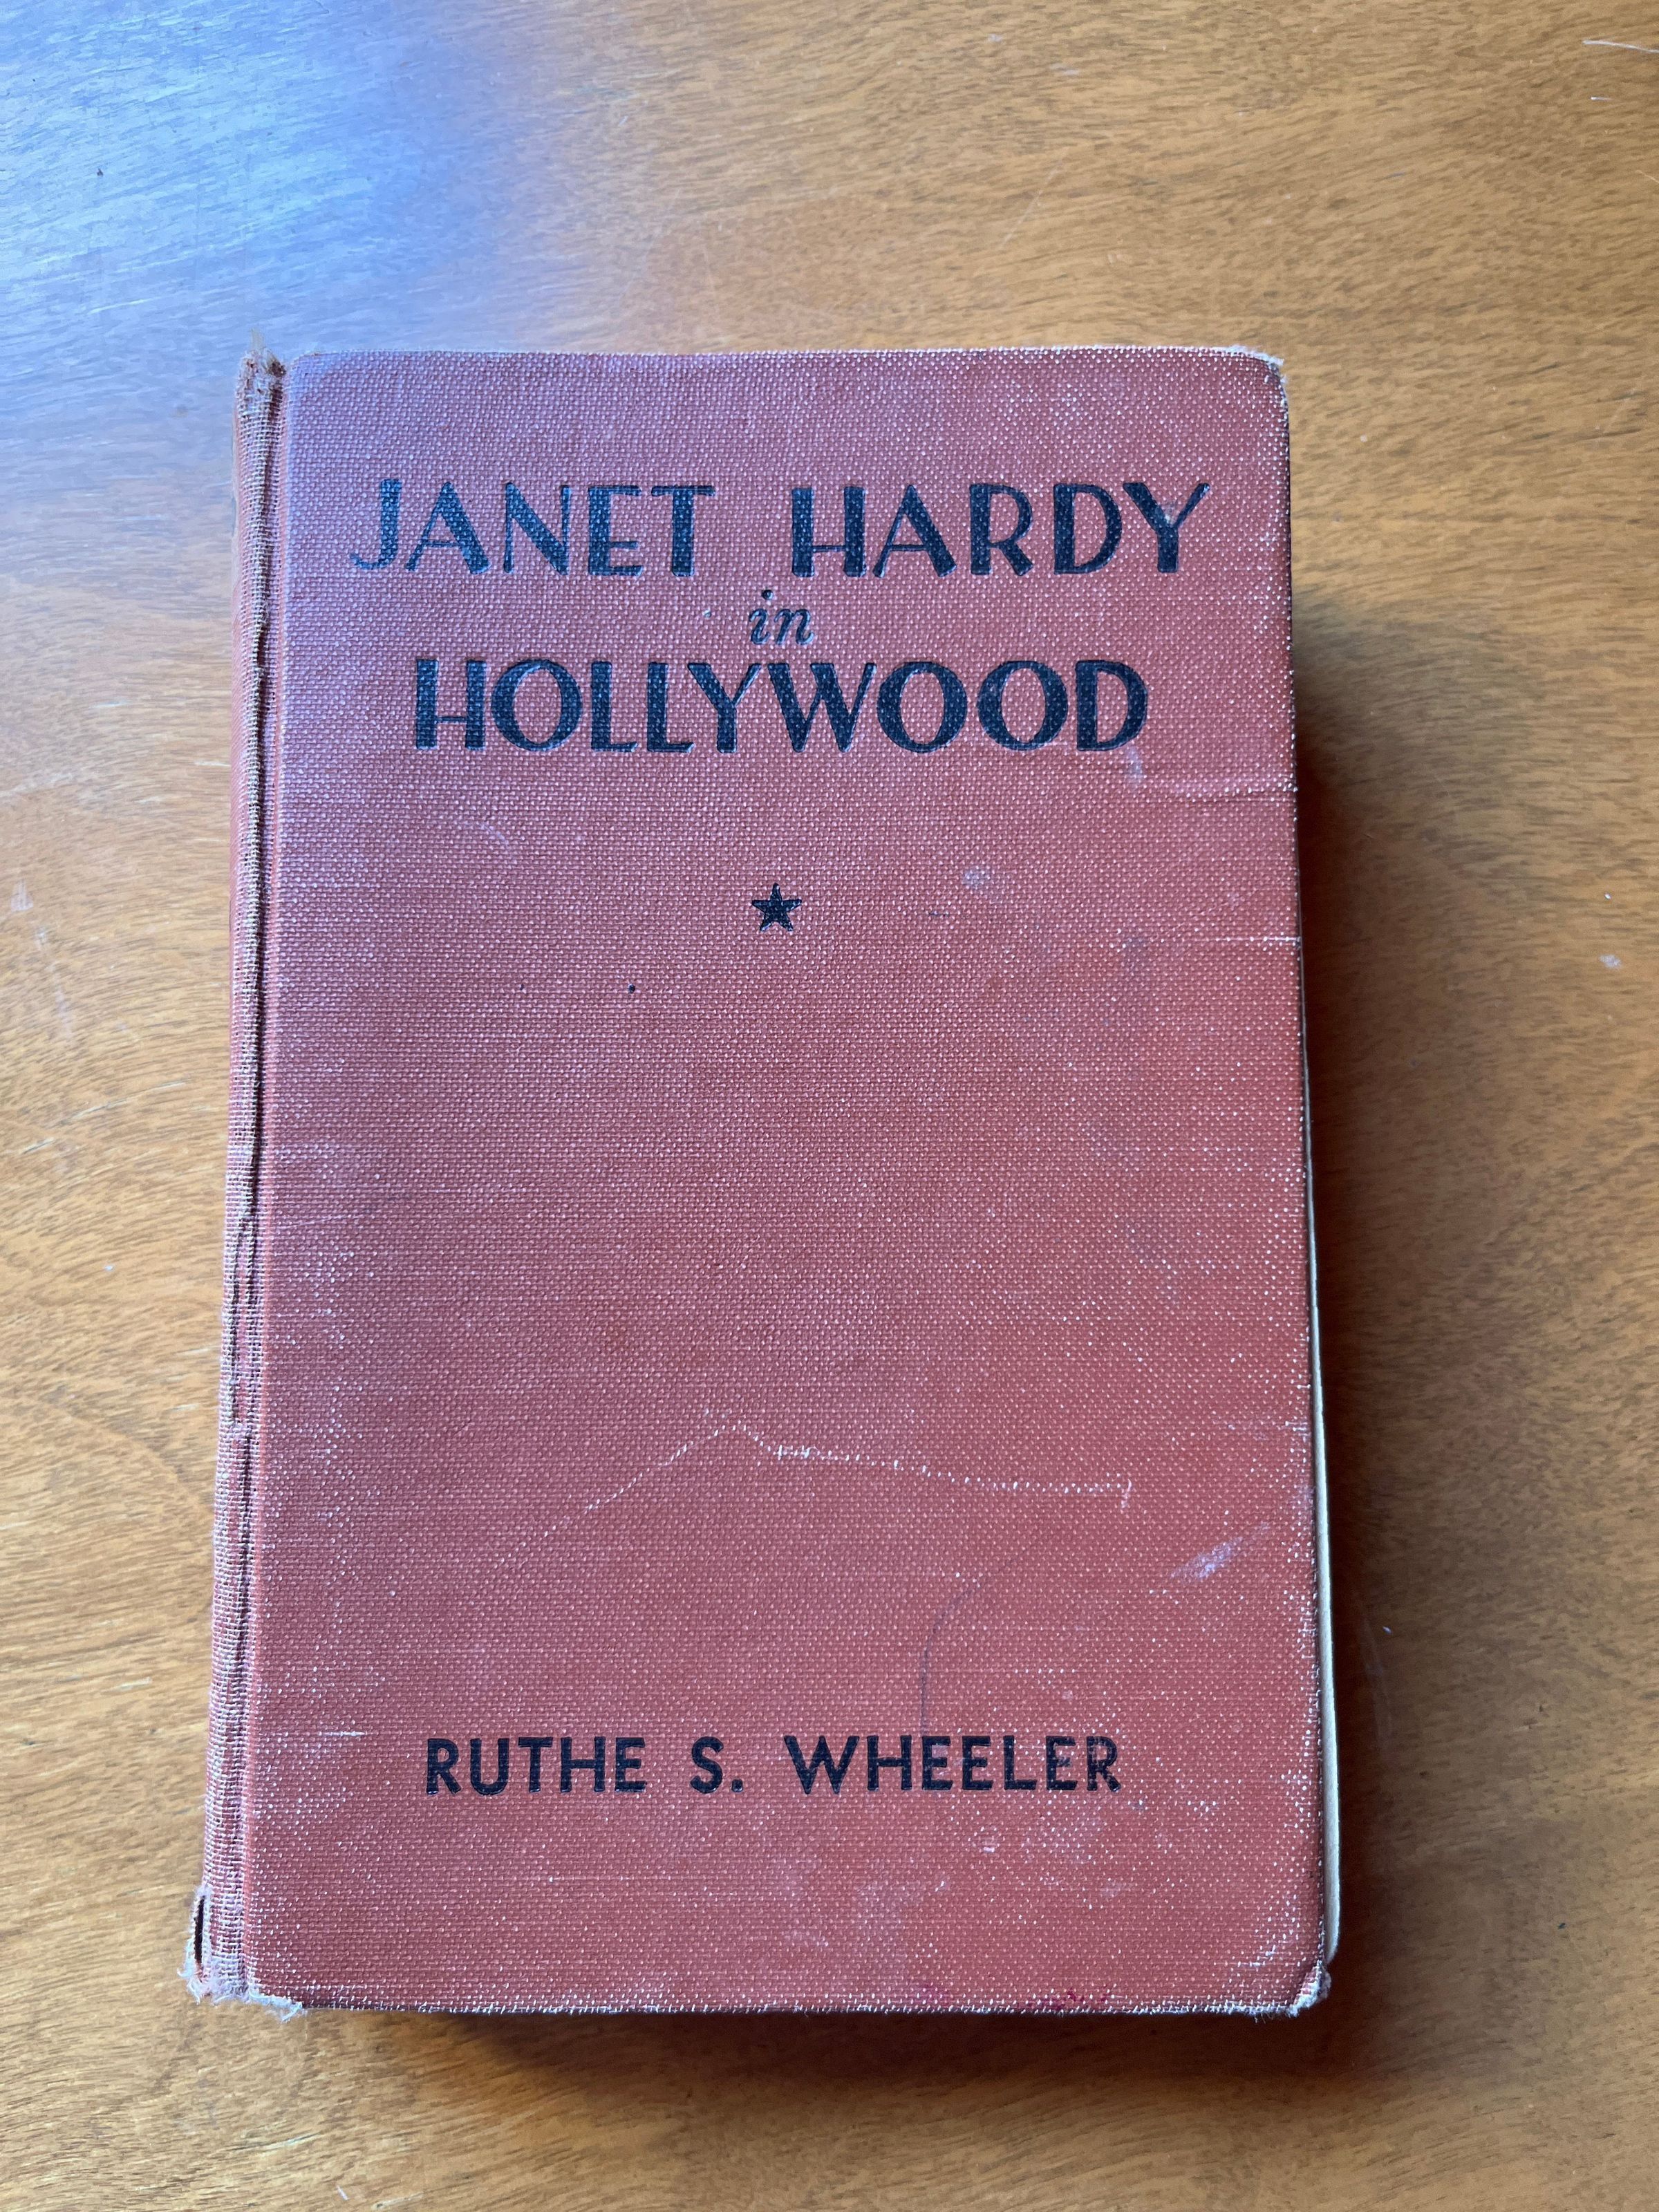 JANET HARDY
in
HOLLYWOOD
RUTHE S. WHEELER